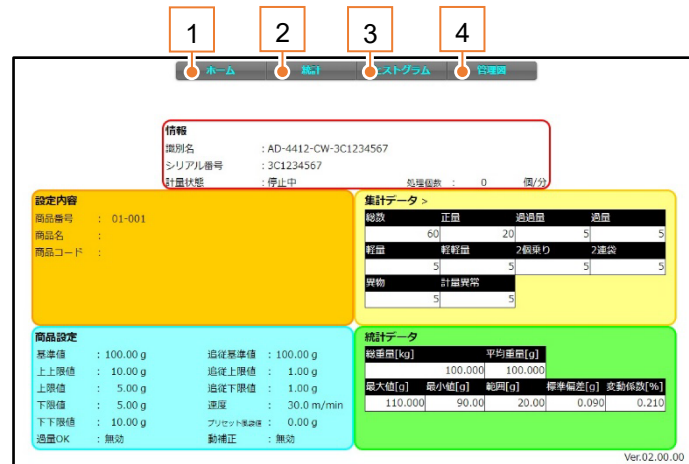 1 2 3 4
ホーム 統計 ヒストグラム 管理図
情報
識別名 : AD-4412-CW-3C1234567
シリアル番号 : 3C1234567
計量状態 : 停止中 処理個数 : 0 個/分
設定内容
商品番号 : 01-001
商品名 :
商品コード :
集計データ >
総数 正量 過過量 過量
60 20 5 5
軽量 軽軽量 2個乗り 2連袋
5 5 5 5
異物 計量異常
5 5
商品設定
基準値 : 100.00 g 追従基準値 : 100.00 g
上上限値 : 10.00 g 追従上限値 : 1.00 g
上限値 : 5.00 g 追従下限値 : 1.00 g
下限値 : 5.00 g 速度 : 30.0 m/min
下下限値 : 10.00 g プリセット風袋値 : 0.00 g
過量OK : 無効 動補正 : 無効
統計データ
総重量[kg] 平均重量[g]
100.000 100.000
最大値[g] 最小値[g] 範囲[g] 標準偏差[g] 変動係数[%]
110.000 90.00 20.00 0.090 0.210
Ver.02.00.00